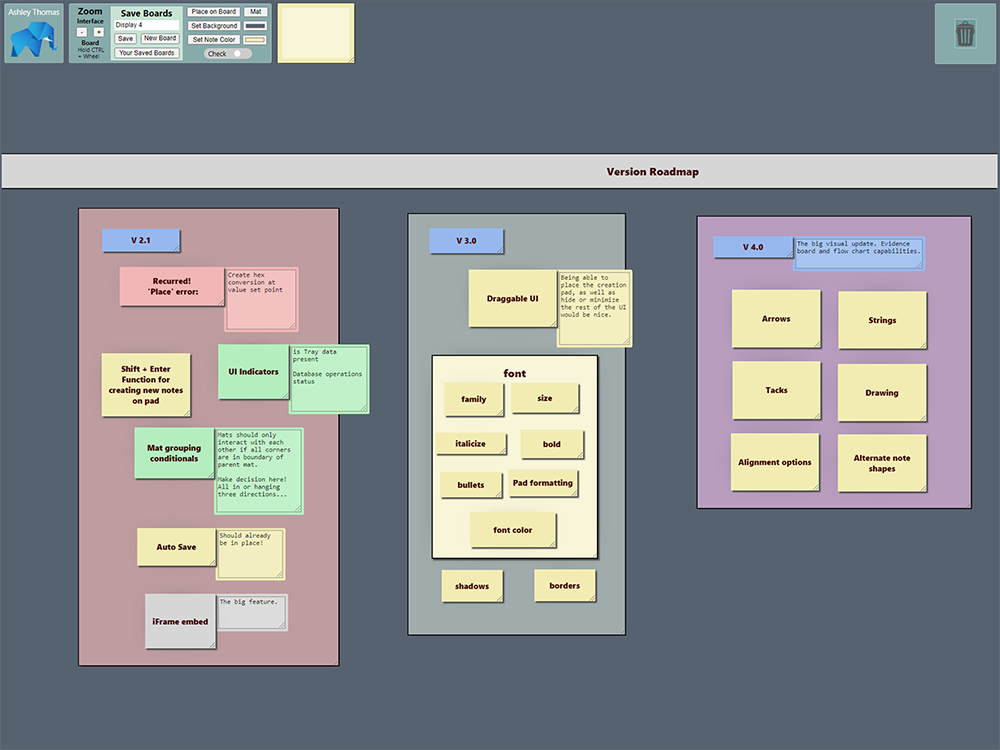 Ashley Thomas
Zoom
Interface
-
+
Board
Hold CTRL
+ Wheel
Save Boards
Display 4
Save
New Board
Your Saved Boards
Place on Board
Mat
Set Background
Set Note Color
Check
Version Roadmap
V 2.1
Recurred!
'Place' error:
Create hex
conversion at
value set point
Shift + Enter
Function for
creating new notes
on pad
UI Indicators
is Tray data
present
Database operations
status
Mat grouping
conditionals
Mats should only
interact with each
other if all corners
are in boundary of
parent mat.
Make decision here!
All in or hanging
three directions...
Auto Save
Should already
be in place!
iFrame embed
The big feature.
V 3.0
Draggable UI
Being able to
place the creation
pad, as well as
hide or minimize
the rest of the UI
would be nice.
font
family
size
italicize
bold
bullets
Pad formatting
font color
shadows
borders
V 4.0
The big visual update. Evidence
board and flow chart capabilities.
Arrows
Strings
Tacks
Drawing
Alignment options
Alternate note
shapes